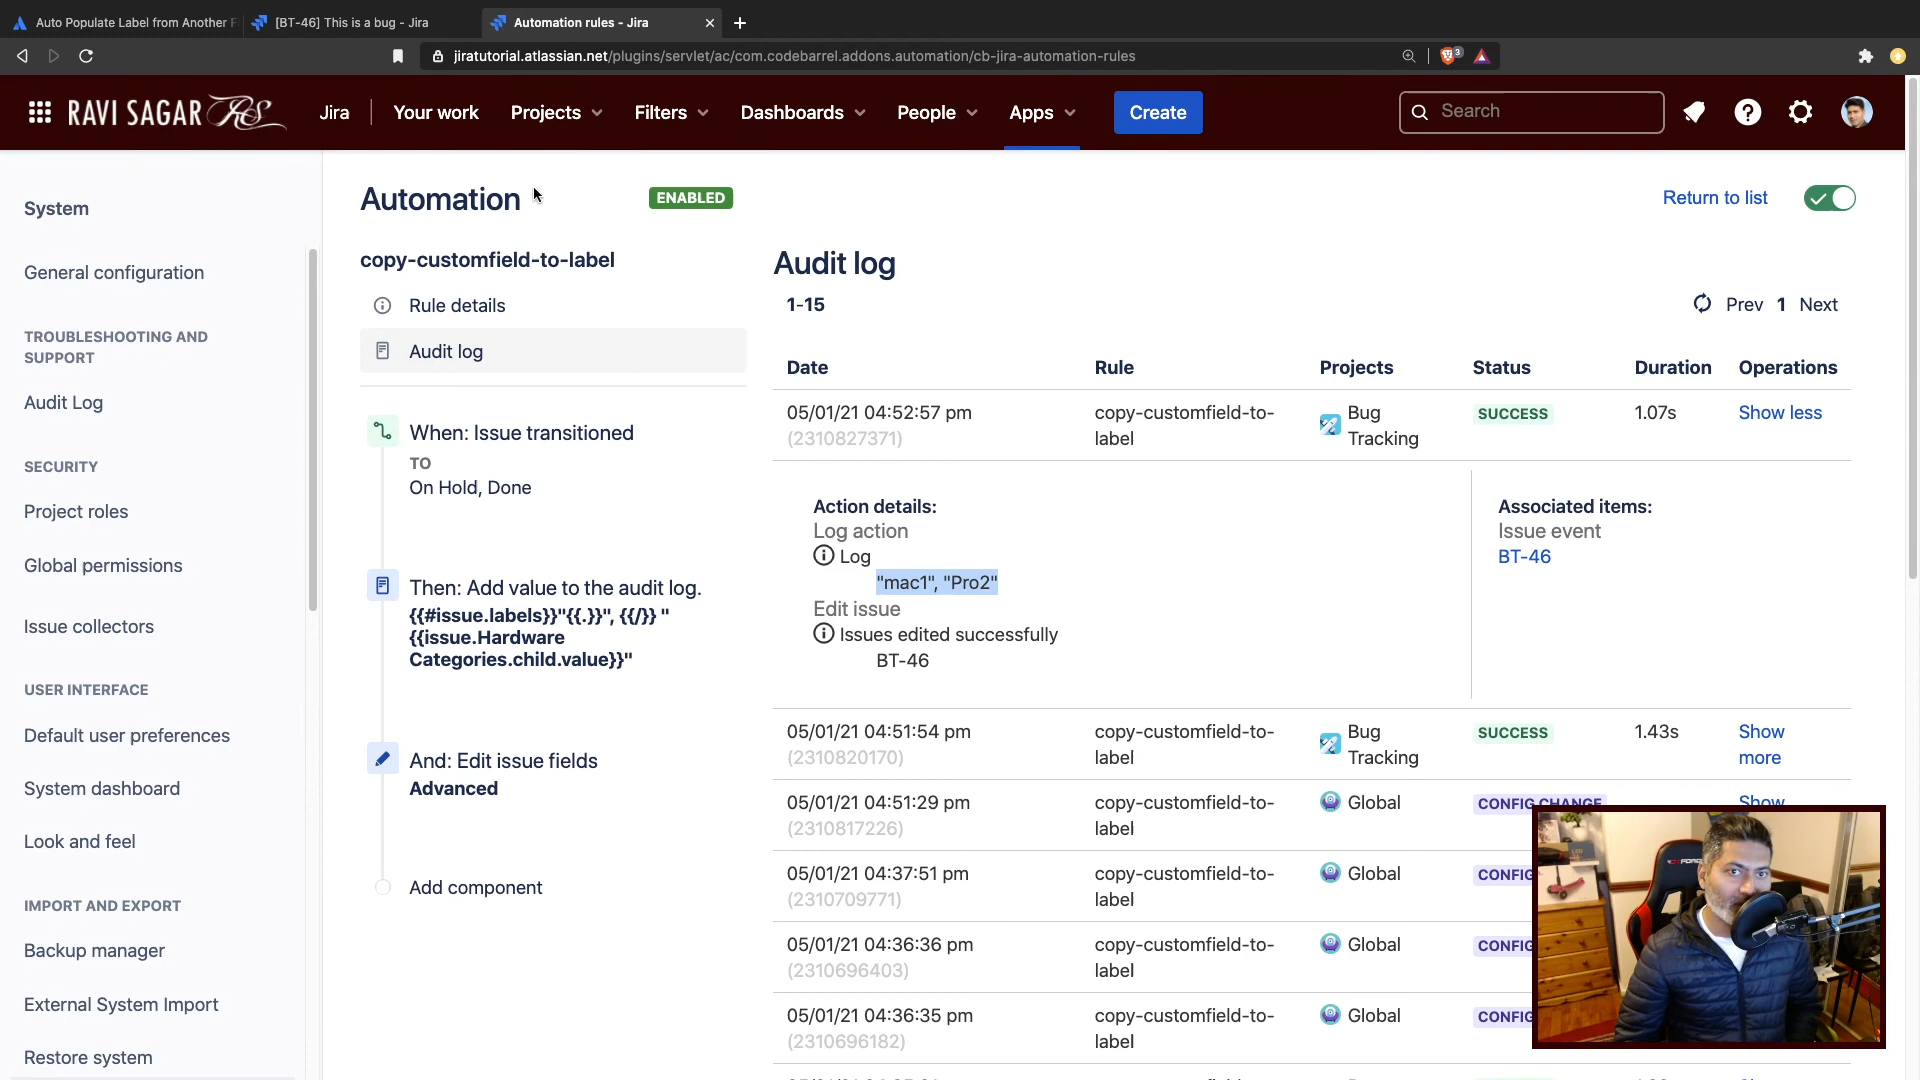 Auto Populate Label from Another F
[BT-46] This is a bug - Jira
Automation rules - Jira
jiratutorial.atlassian.net/plugins/servlet/ac/com.codebarrel.addons.automation/cb-jira-automation-rules
3
RAVI SAGAR RS
Jira
Your work
Projects
Filters
Dashboards
People
Apps
Create
Search
System
General configuration
TROUBLESHOOTING AND
SUPPORT
Audit Log
SECURITY
Project roles
Global permissions
Issue collectors
USER INTERFACE
Default user preferences
System dashboard
Look and feel
IMPORT AND EXPORT
Backup manager
External System Import
Restore system
Automation
ENABLED
Return to list
copy-customfield-to-label
Rule details
Audit log
When: Issue transitioned
TO
On Hold, Done
Then: Add value to the audit log.
{{#issue.labels}}"{{.}}", {{/}} "
{{issue.Hardware
Categories.child.value}}"
And: Edit issue fields
Advanced
Add component
Audit log
1-15
Prev 1 Next
Date Rule Projects Status Duration Operations
05/01/21 04:52:57 pm
(2310827371)
copy-customfield-to-
label
Bug
Tracking
SUCCESS
1.07s
Show less
Action details:
Log action
Log
"mac1", "Pro2"
Edit issue
Issues edited successfully
BT-46
Associated items:
Issue event
BT-46
05/01/21 04:51:54 pm
(2310820170)
copy-customfield-to-
label
Bug
Tracking
SUCCESS
1.43s
Show
more
05/01/21 04:51:29 pm
(2310817226)
copy-customfield-to-
label
Global
CONFIG CHANGE
Show
05/01/21 04:37:51 pm
(2310709771)
copy-customfield-to-
label
Global
CONFIG
05/01/21 04:36:36 pm
(2310696403)
copy-customfield-to-
label
Global
CONFIG
05/01/21 04:36:35 pm
(2310696182)
copy-customfield-to-
label
Global
CONFIG